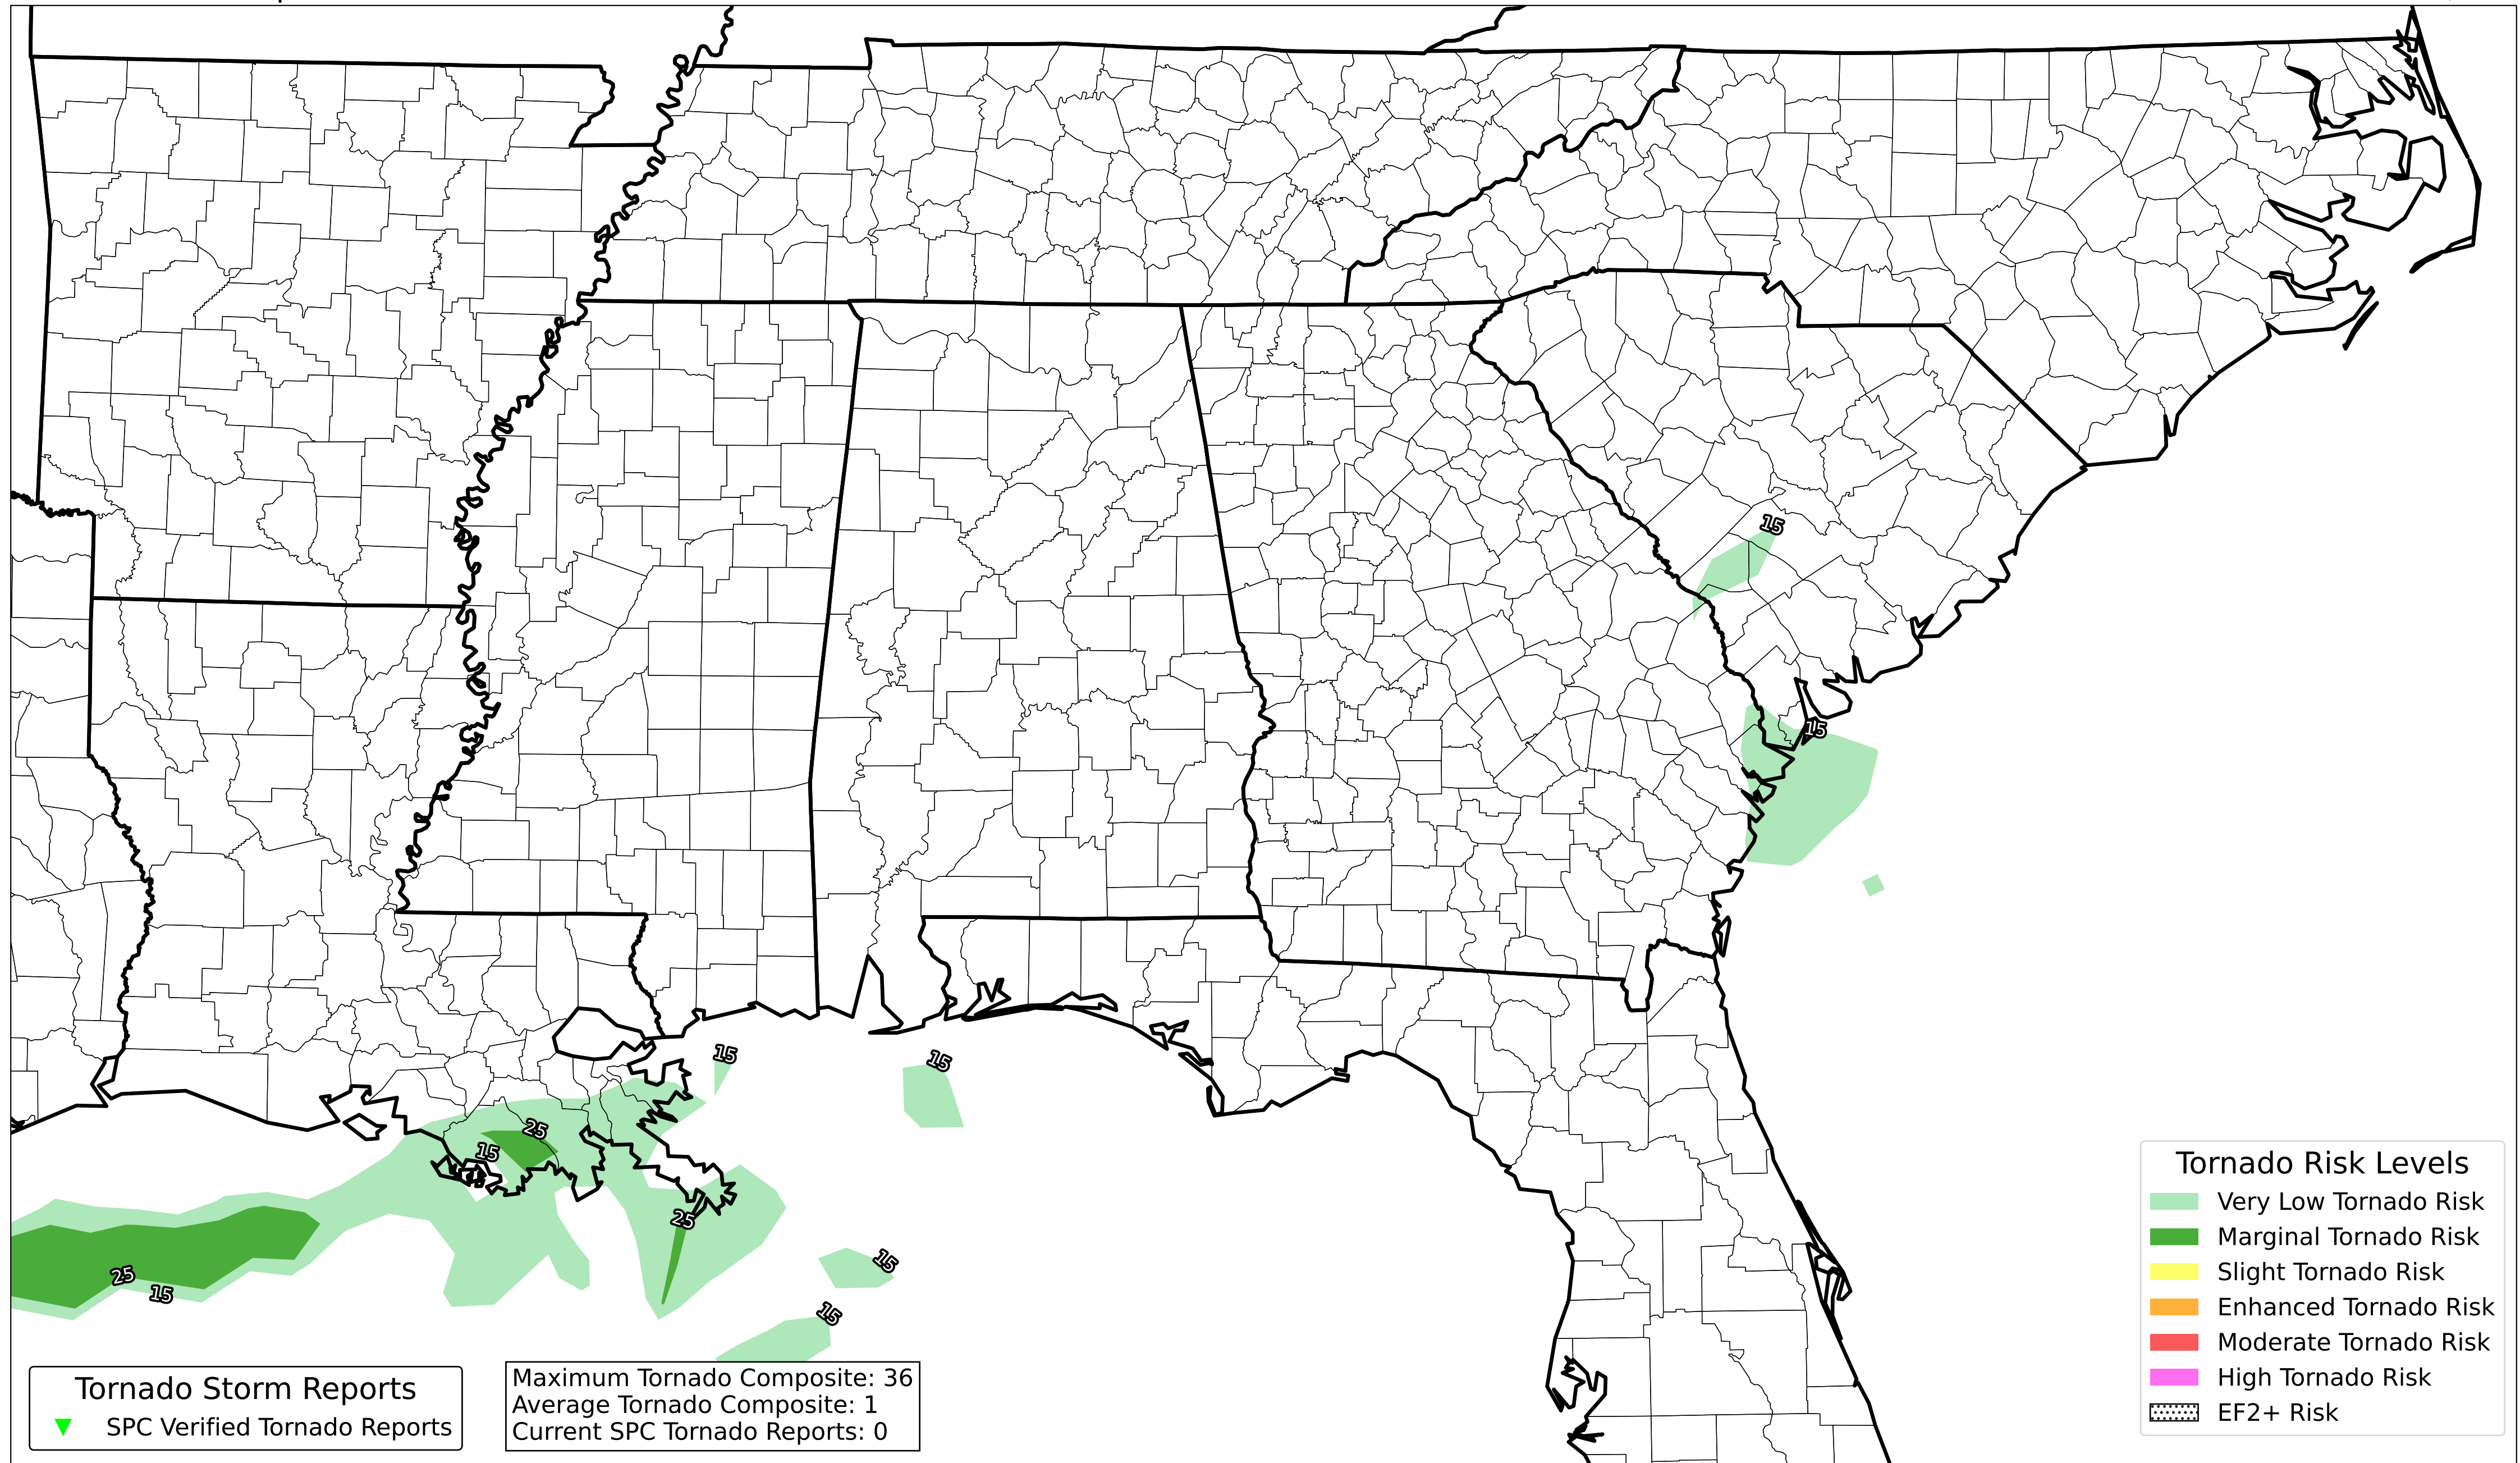 15
15
15
15
25
15
25
15
25
15
15
Tornado Risk Levels
Very Low Tornado Risk
Marginal Tornado Risk
Slight Tornado Risk
Enhanced Tornado Risk
Moderate Tornado Risk
High Tornado Risk
EF2+ Risk
Tornado Storm Reports
SPC Verified Tornado Reports
Maximum Tornado Composite: 36
Average Tornado Composite: 1
Current SPC Tornado Reports: 0